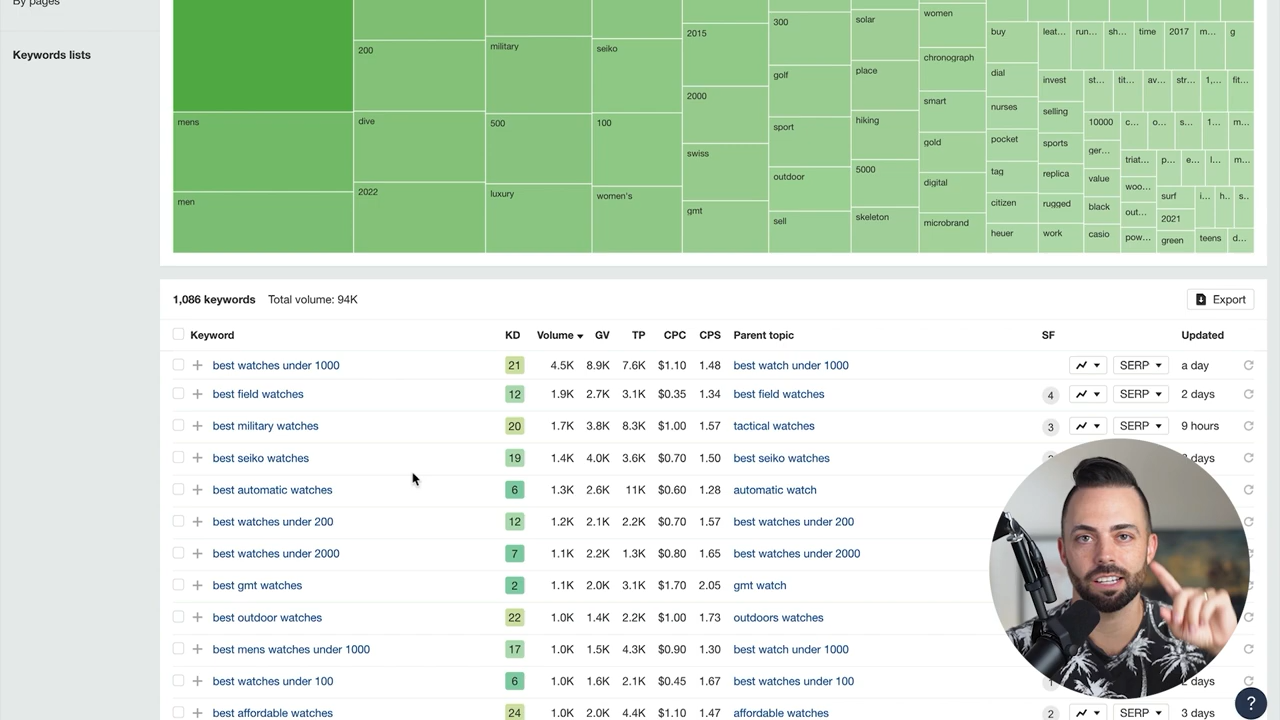 By pages
Keywords lists
mens
men
200
dive
2022
military
500
luxury
seiko
100
women's
2015
2000
swiss
gmt
300
golf
sport
outdoor
sell
solar
place
hiking
5000
skeleton
women
chronograph
smart
gold
digital
microbrand
buy
dial
nurses
pocket
tag
citizen
heuer
leat... run... sh... time 2017 m... g
invest
selling
sports
replica
rugged
work
st... tit... av... str... 1,... fit...
10000 c... o... s... 1... m...
ger...
value
black
casio
triat... p... e... l... m...
woo...
out...
pow...
surf
2021
green
i... h.. s..
teens d...
1,086 keywords Total volume: 94K Export
Keyword KD Volume GV TP CPC CPS Parent topic SF Updated
best watches under 1000 21 4.5K 8.9K 7.6K $1.10 1.48 best watch under 1000 SERP a day
best field watches 12 1.9K 2.7K 3.1K $0.35 1.34 best field watches 4 SERP 2 days
best military watches 20 1.7K 3.8K 8.3K $1.00 1.57 tactical watches 3 SERP 9 hours
best seiko watches 19 1.4K 4.0K 3.6K $0.70 1.50 best seiko watches days
best automatic watches 6 1.3K 2.6K 11K $0.60 1.28 automatic watch
best watches under 200 12 1.2K 2.1K 2.2K $0.70 1.57 best watches under 200
best watches under 2000 7 1.1K 2.2K 1.3K $0.80 1.65 best watches under 2000
best gmt watches 2 1.1K 2.0K 3.1K $1.70 2.05 gmt watch
best outdoor watches 22 1.0K 1.4K 2.2K $1.00 1.73 outdoors watches
best mens watches under 1000 17 1.0K 1.5K 4.3K $0.90 1.30 best watch under 1000
best watches under 100 6 1.0K 1.6K 2.1K $0.45 1.67 best watches under 100 days
best affordable watches 24 1.0K 2.0K 4.4K $1.10 1.47 affordable watches 2 SERP 3 days
?